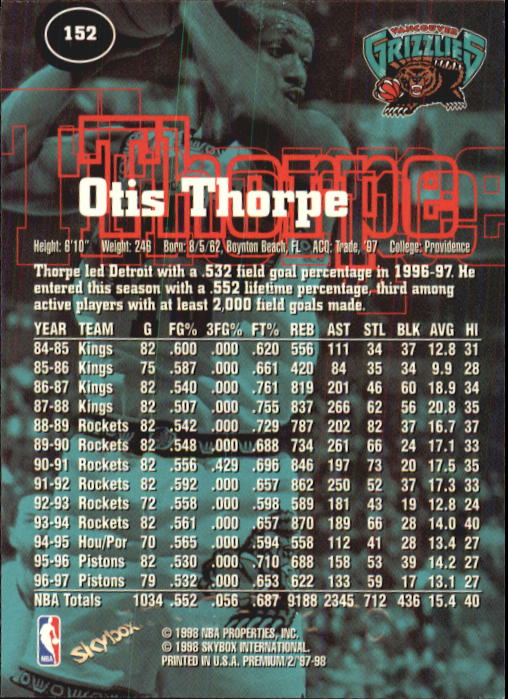 152
VANCOUVER
GRIZZLIES
Thorpe
Otis Thorpe
Height: 6'10" Weight: 246 Born: 8/5/62, Boynton Beach, FL ACQ: Trade, '97 College: Providence
Thorpe led Detroit with a .532 field goal percentage in 1996-97. He
entered this season with a .552 lifetime percentage, third among
active players with at least 2,000 field goals made.
YEAR TEAM G FG% 3FG% FT% REB AST STL BLK AVG HI
84-85 Kings 82 .600 .000 .620 556 111 34 37 12.8 31
85-86 Kings 75 .587 .000 .661 420 84 35 34 9.9 28
86-87 Kings 82 .540 .000 .761 819 201 46 60 18.9 34
87-88 Kings 82 .507 .000 .755 837 266 62 56 20.8 35
88-89 Rockets 82 .542 .000 .729 787 202 82 37 16.7 37
89-90 Rockets 82 .548 .000 .688 734 261 66 24 17.1 33
90-91 Rockets 82 .556 .429 .696 846 197 73 20 17.5 35
91-92 Rockets 82 .592 .000 .657 862 250 52 37 17.3 33
92-93 Rockets 72 .558 .000 .598 589 181 43 19 12.8 24
93-94 Rockets 82 .561 .000 .657 870 189 66 28 14.0 40
94-95 Hou/Por 70 .565 .000 .594 558 112 41 28 13.4 27
95-96 Pistons 82 .530 .000 .710 688 158 53 39 14.2 27
96-97 Pistons 79 .532 .000 .653 622 133 59 17 13.1 27
NBA Totals 1034 .552 .056 .687 9188 2345 712 436 15.4 40
NBA
SkyBox
© 1998 NBA PROPERTIES, INC.
© 1998 SKYBOX INTERNATIONAL.
PRINTED IN U.S.A. PREMIUM/2/'97-98